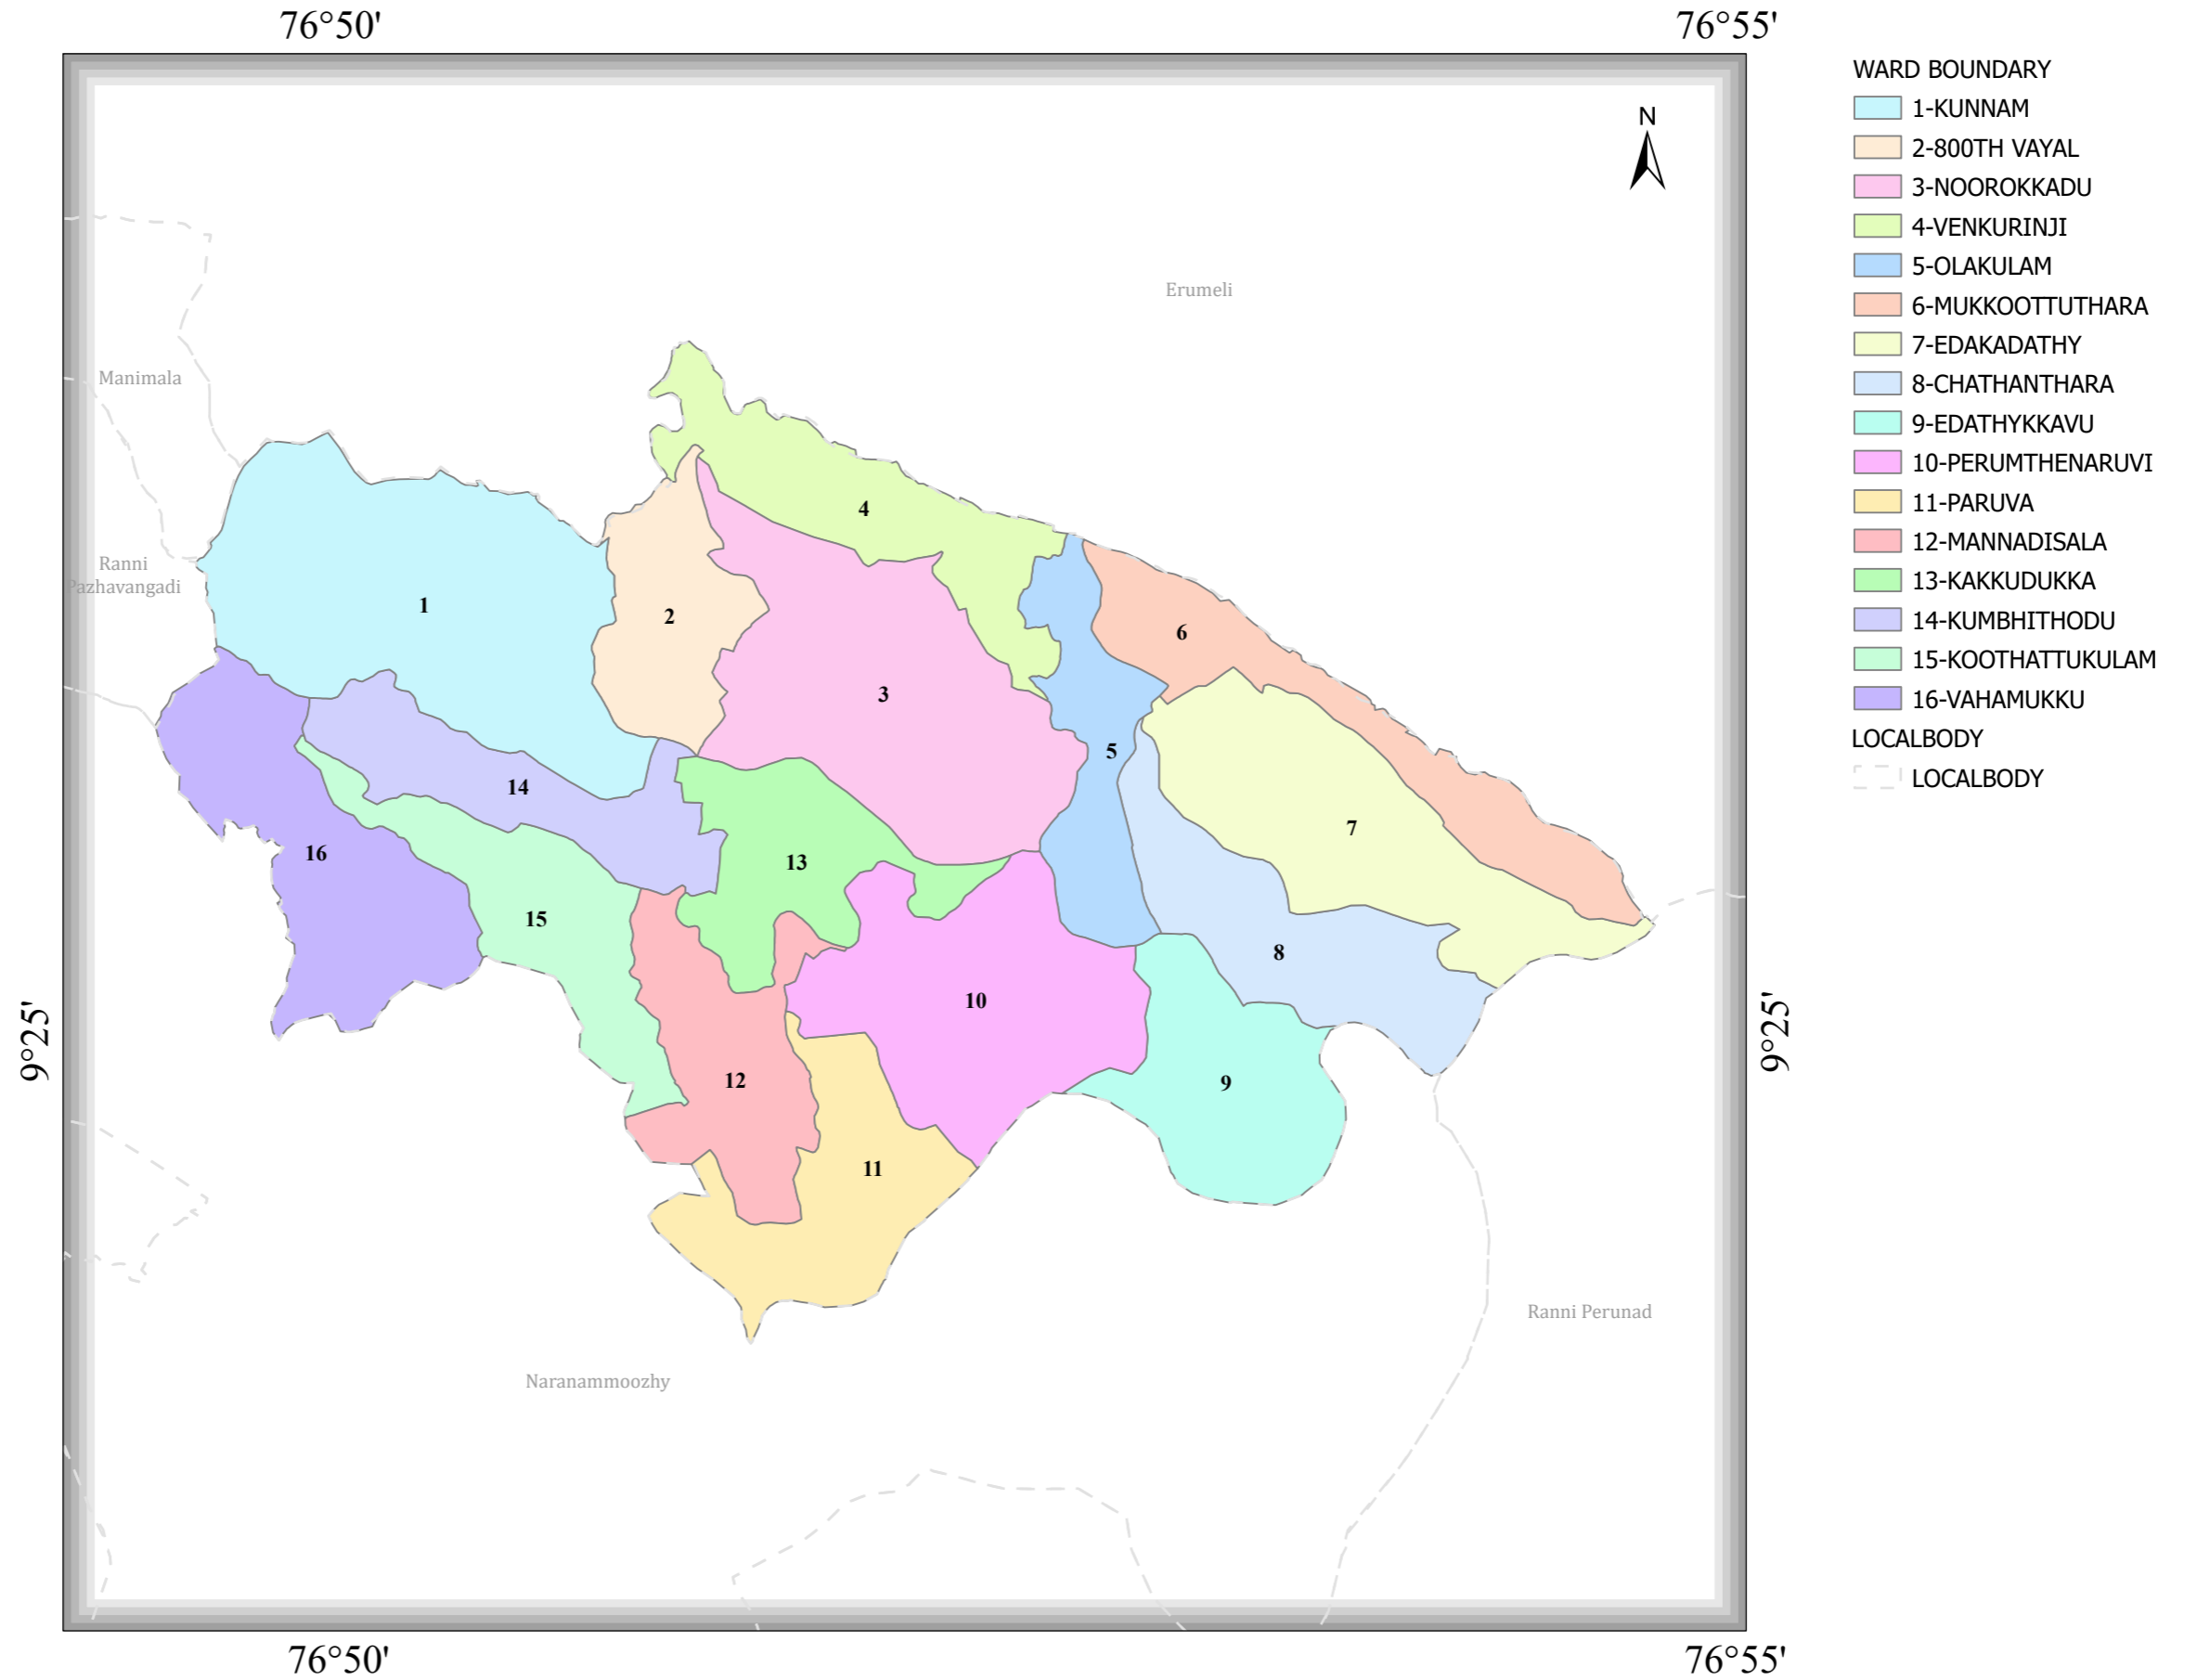 76°50'
76°55'
WARD BOUNDARY
1-KUNNAM
2-800TH VAYAL
3-NOOROKKADU
4-VENKURINJI
5-OLAKULAM
6-MUKKOOTTUTHARA
7-EDAKADATHY
8-CHATHANTHARA
9-EDATHYKKAVU
10-PERUMTHENARUVI
11-PARUVA
12-MANNADISALA
13-KAKKUDUKKA
14-KUMBHITHODU
15-KOOTHATTUKULAM
16-VAHAMUKKU
LOCALBODY
LOCALBODY
N
Erumeli
Manimala
Ranni
Pazhavangadi
4
1
2
6
3
5
14
7
16
13
15
8
10
12
9
11
9°25'
9°25'
Ranni Perunad
Naranammoozhy
76°50'
76°55'